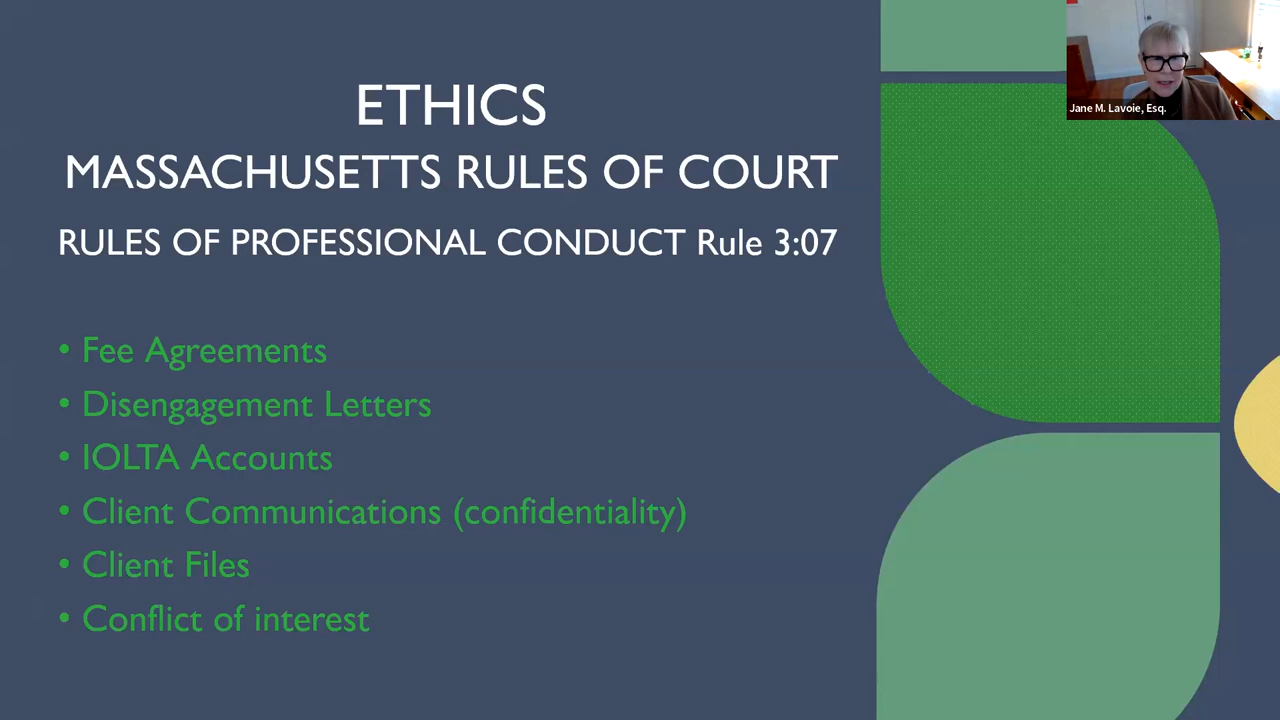 ETHICS
MASSACHUSETTS RULES OF COURT
RULES OF PROFESSIONAL CONDUCT Rule 3:07
• Fee Agreements
• Disengagement Letters
• IOLTA Accounts
• Client Communications (confidentiality)
• Client Files
• Conflict of interest
Jane M. Lavoie, Esq.